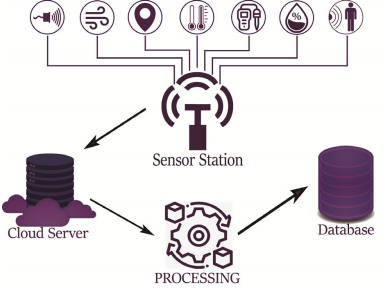 %
Sensor Station
Cloud Server
Database
PROCESSING